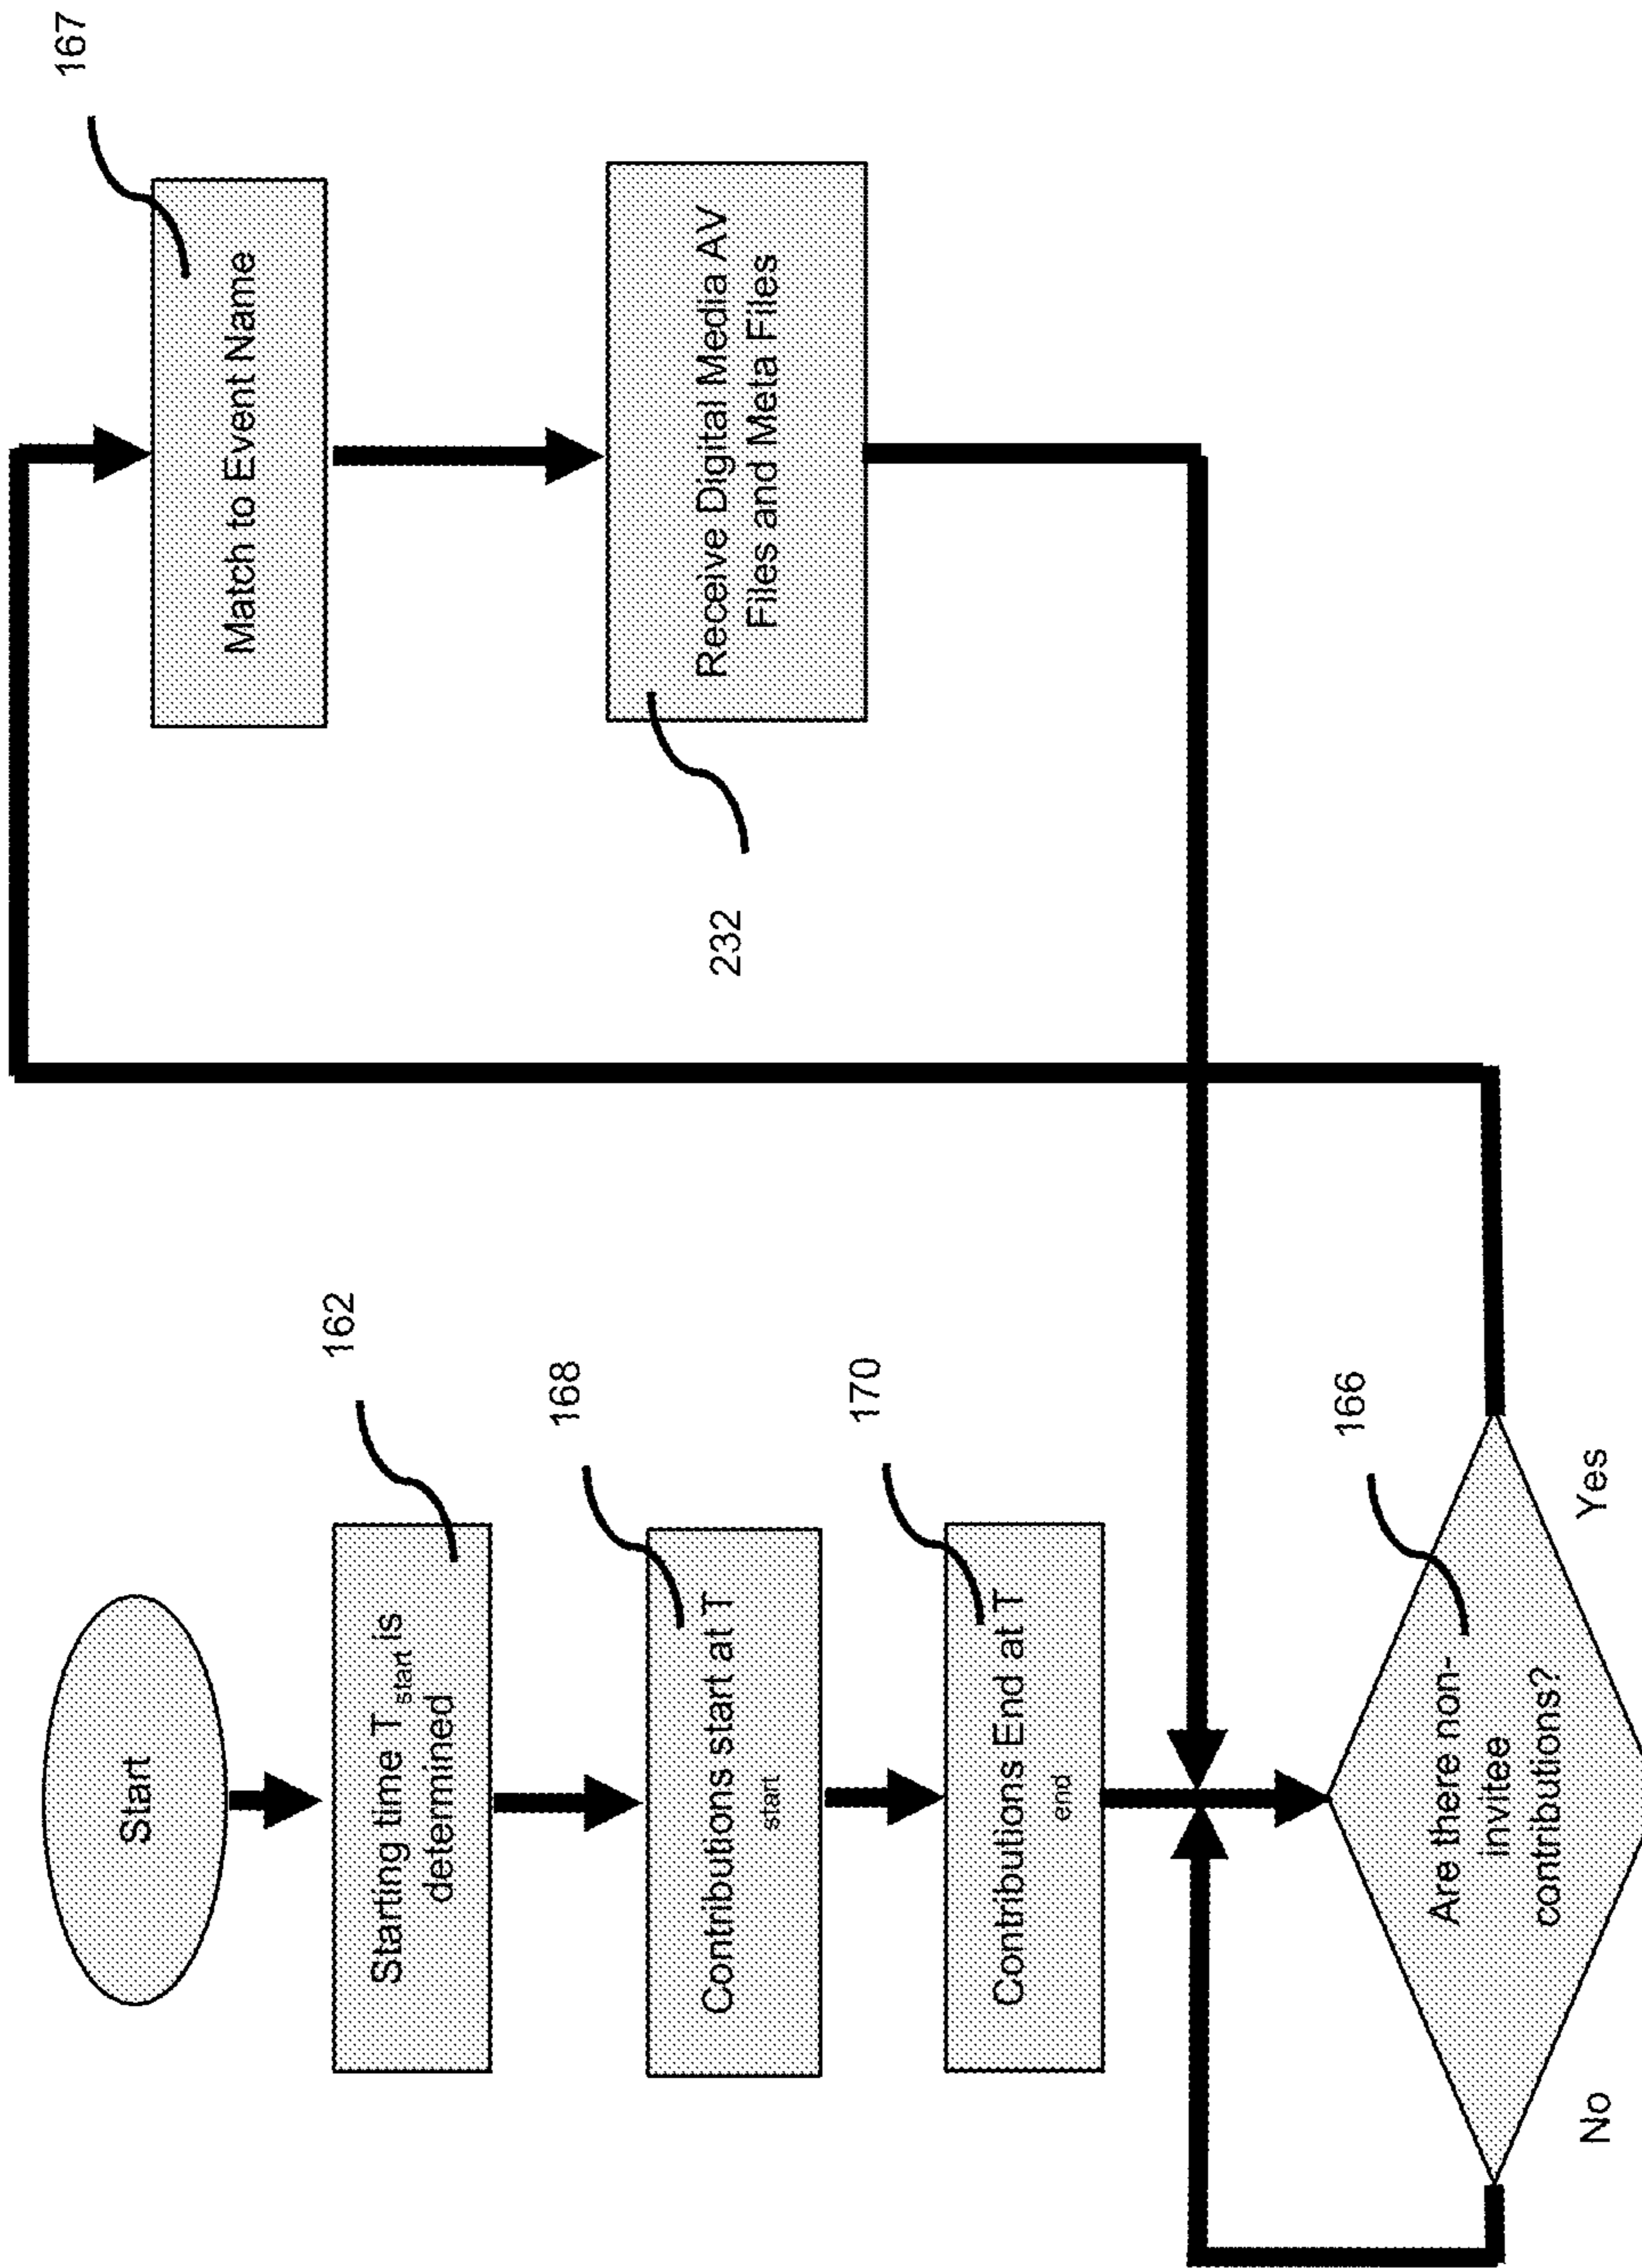 Start
Starting time T start is
determined
162
Contributions start at T
start
168
Contributions End at T
end
170
Are there non-
invitee
contributions?
166
No
Yes
Match to Event Name
167
Receive Digital Media AV
Files and Meta Files
232